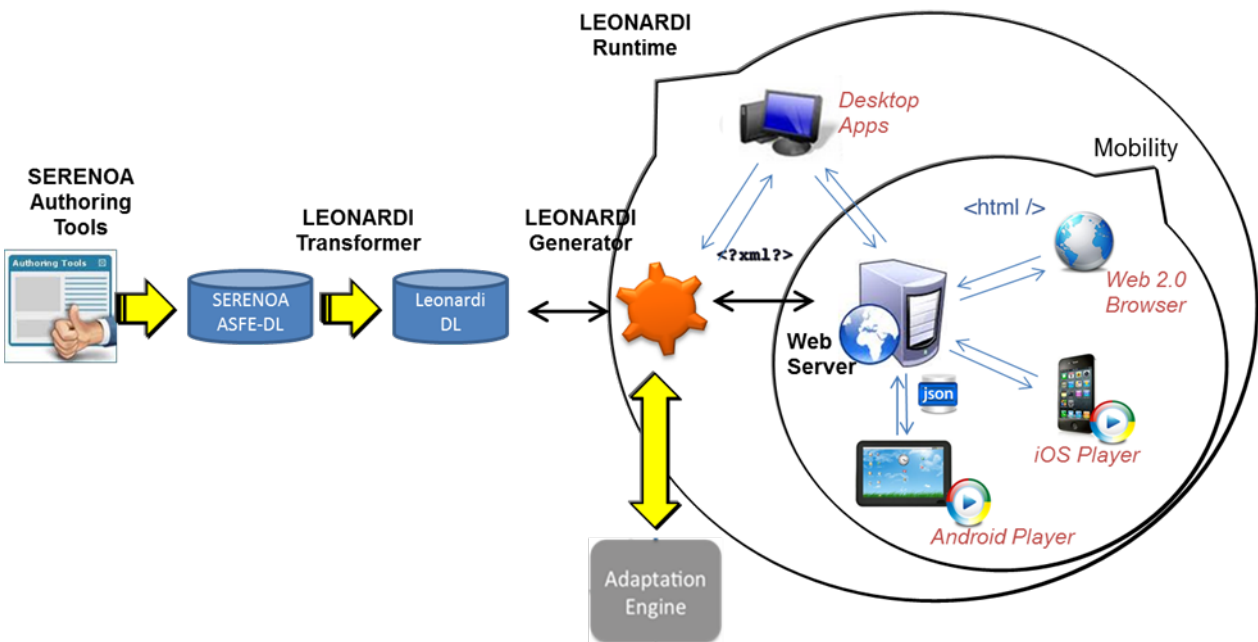 LEONARDI
Runtime
Desktop
Apps
Mobility
SERENOA
Authoring
Tools
LEONARDI
Transformer
LEONARDI
Generator
<html />
<?xml?>
Authoring Tools
SERENOA
ASFE-DL
Leonardi
DL
Web 2.0
Browser
Web
Server
json
iOS Player
Android Player
Adaptation
Engine